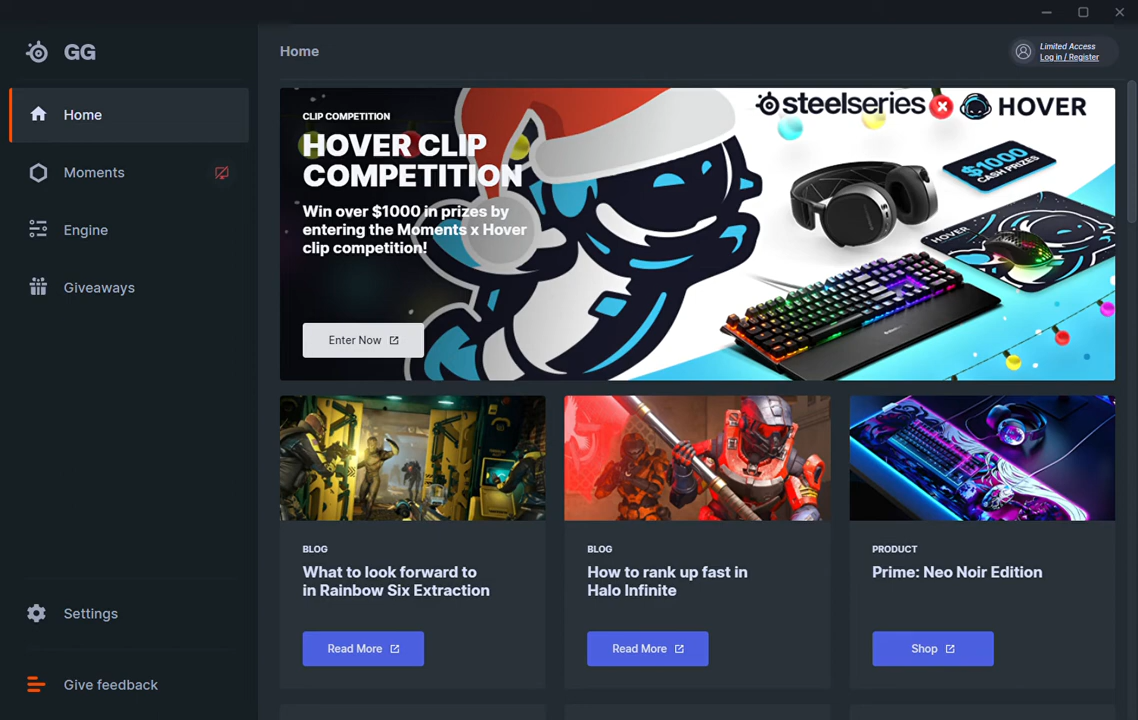 GG
Home
Limited Access
Log in / Register
Home
Moments
Engine
Giveaways
Settings
Give feedback
CLIP COMPETITION
HOVER CLIP
COMPETITION
Win over $1000 in prizes by
entering the Moments x Hover
clip competition!
Enter Now
steelseries
HOVER
$1000
CASH PRIZES
HOVER
BLOG
What to look forward to
in Rainbow Six Extraction
Read More
BLOG
How to rank up fast in
Halo Infinite
Read More
PRODUCT
Prime: Neo Noir Edition
Shop